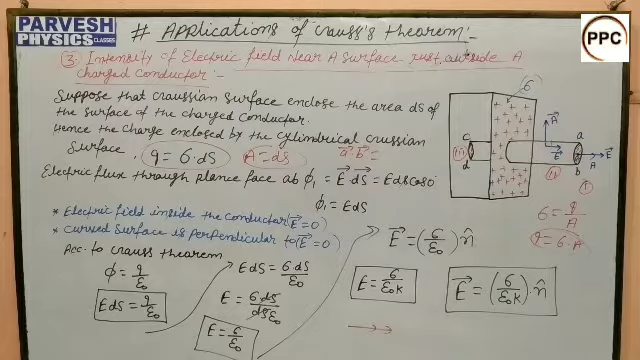 PARVESH
PHYSICS CLASSES
# Applications of Gauss's theorem:-
PPC
③ Intensity of Electric field Near A Surface just outside A
charged Conductor:-
Suppose that Gaussian Surface enclose the area ds of
the surface of the charged Conductor.
Hence the Charge enclosed by the cylindrical Gaussian
Surface. q = σ·ds A = ds a⃗·b⃗ =
Electric flux through plane face ab ϕ₁ = E⃗·ds⃗ = Eds cos0
ϕ₁ = Eds
* Electric field inside the Conductor (E⃗=0)
* Curved Surface is perpendicular to (E⃗=0)
Acc. to Gauss theorem
ϕ = q/ε₀
Eds = q/ε₀
Eds = σ·ds/ε₀
E = σ·ds/dsε₀
E = σ/ε₀
E⃗ = (σ/ε₀) n̂
E = σ/ε₀k
E⃗ = (σ/ε₀k)·n̂
σ
c
d
a
b
A⃗
E⃗
A
E⃗
III
II
I
σ = q/A
q = σ·A